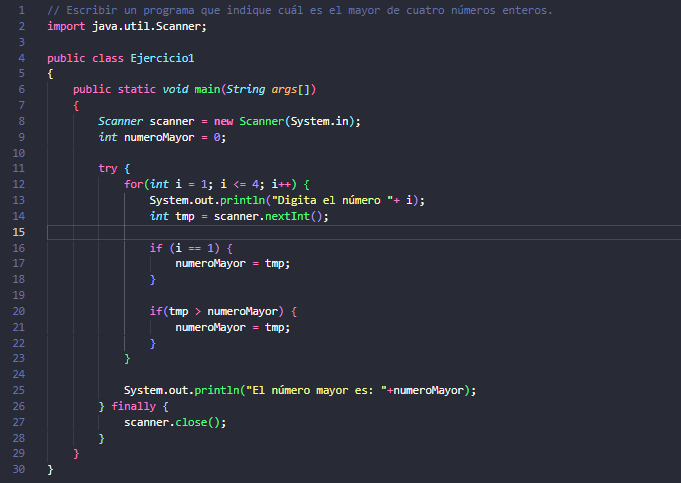 1 // Escribir un programa que indique cuál es el mayor de cuatro números enteros.
2 import java.util.Scanner;
3
4 public class Ejercicio1
5 {
6 public static void main(String args[])
7 {
8 Scanner scanner = new Scanner(System.in);
9 int numeroMayor = 0;
10
11 try {
12 for(int i = 1; i <= 4; i++) {
13 System.out.println("Digita el número "+ i);
14 int tmp = scanner.nextInt();
15
16 if (i == 1) {
17 numeroMayor = tmp;
18 }
19
20 if(tmp > numeroMayor) {
21 numeroMayor = tmp;
22 }
23 }
24
25 System.out.println("El número mayor es: "+numeroMayor);
26 } finally {
27 scanner.close();
28 }
29 }
30 }